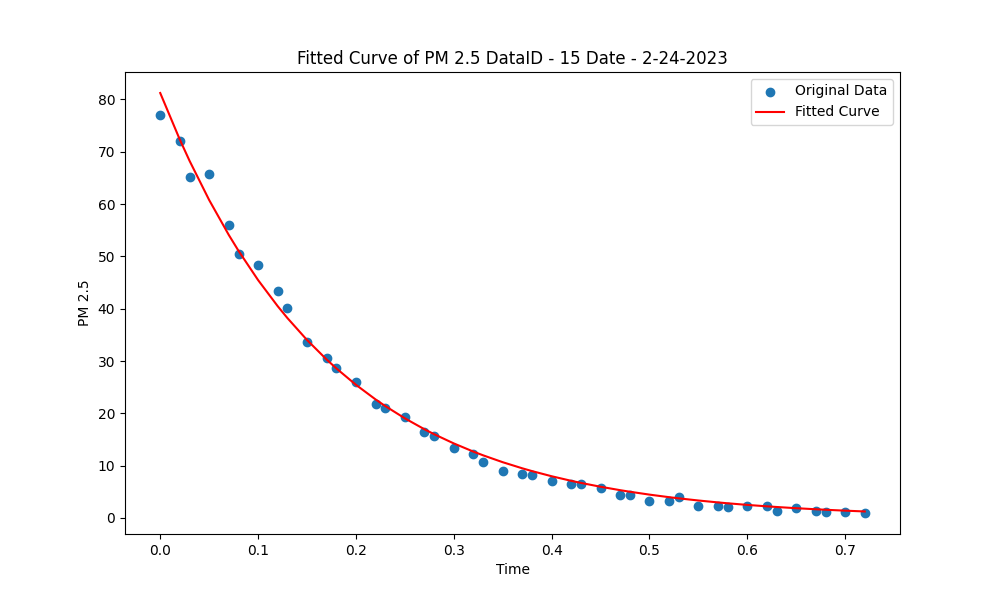 Fitted Curve of PM 2.5 DataID - 15 Date - 2-24-2023
Original Data
Fitted Curve
80
70
60
50
40
30
20
10
0
PM 2.5
0.0 0.1 0.2 0.3 0.4 0.5 0.6 0.7
Time